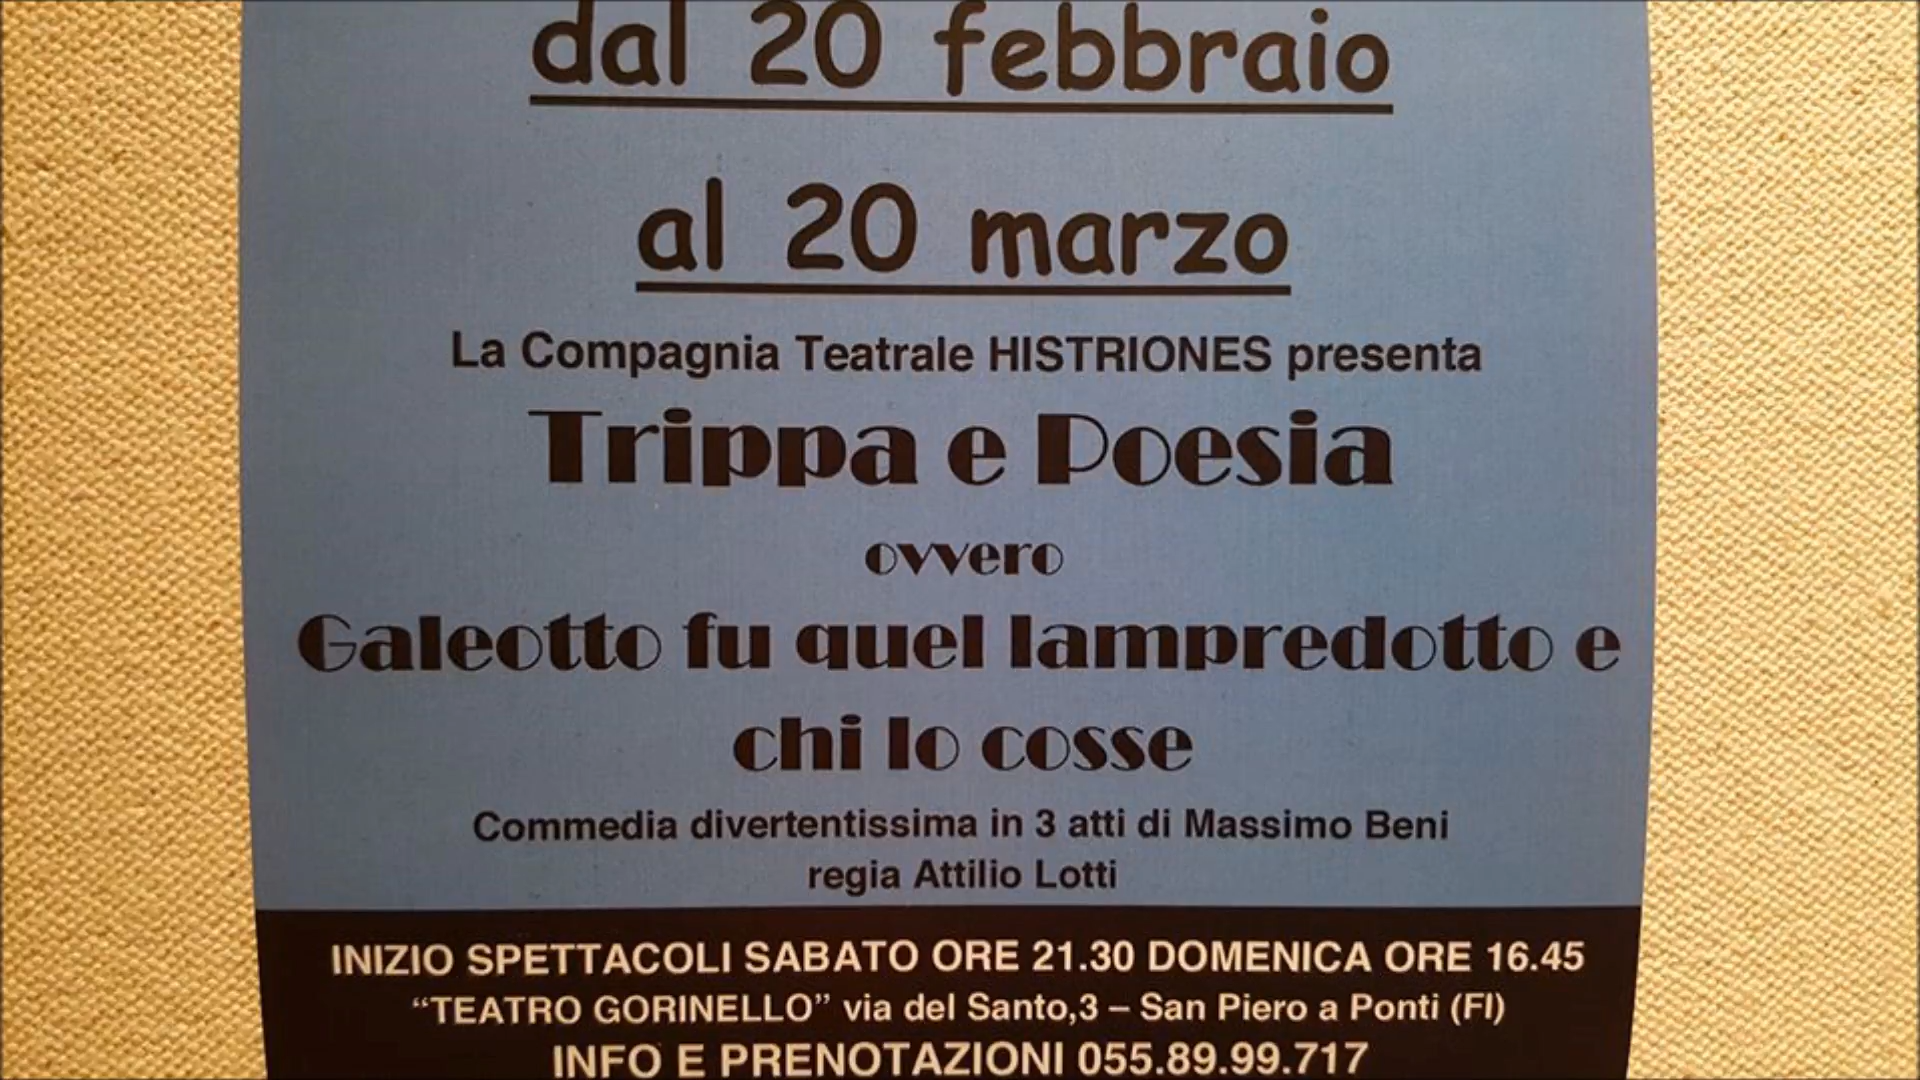 dal 20 febbraio
al 20 marzo
La Compagnia Teatrale HISTRIONES presenta
Trippa e Poesia
ovvero
Galeotto fu quel lampredotto e
chi lo cosse
Commedia divertentissima in 3 atti di Massimo Beni
regia Attilio Lotti
INIZIO SPETTACOLI SABATO ORE 21.30 DOMENICA ORE 16.45
“TEATRO GORINELLO” via del Santo,3 – San Piero a Ponti (FI)
INFO E PRENOTAZIONI 055.89.99.717